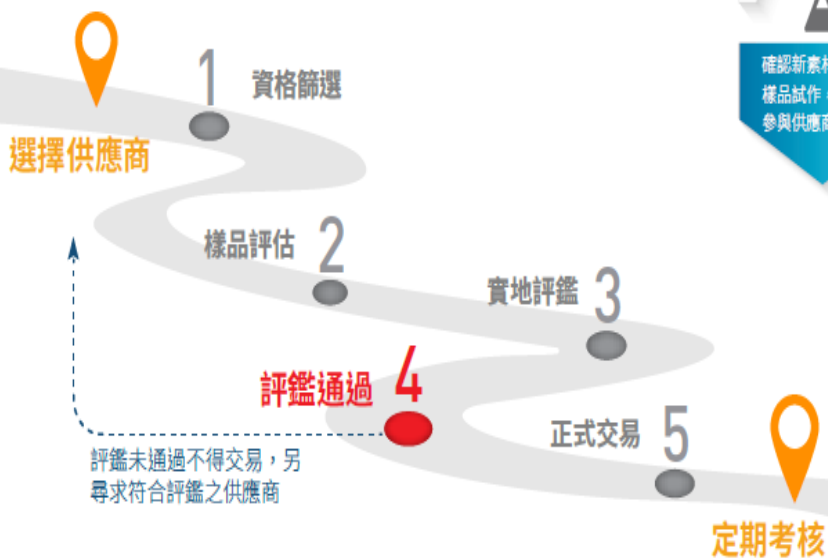 選擇供應商
1 資格篩選
樣品評估 2
實地評鑑 3
評鑑通過 4
評鑑未通過不得交易，另
尋求符合評鑑之供應商
正式交易 5
定期考核
確認新素材
樣品試作
參與供應商